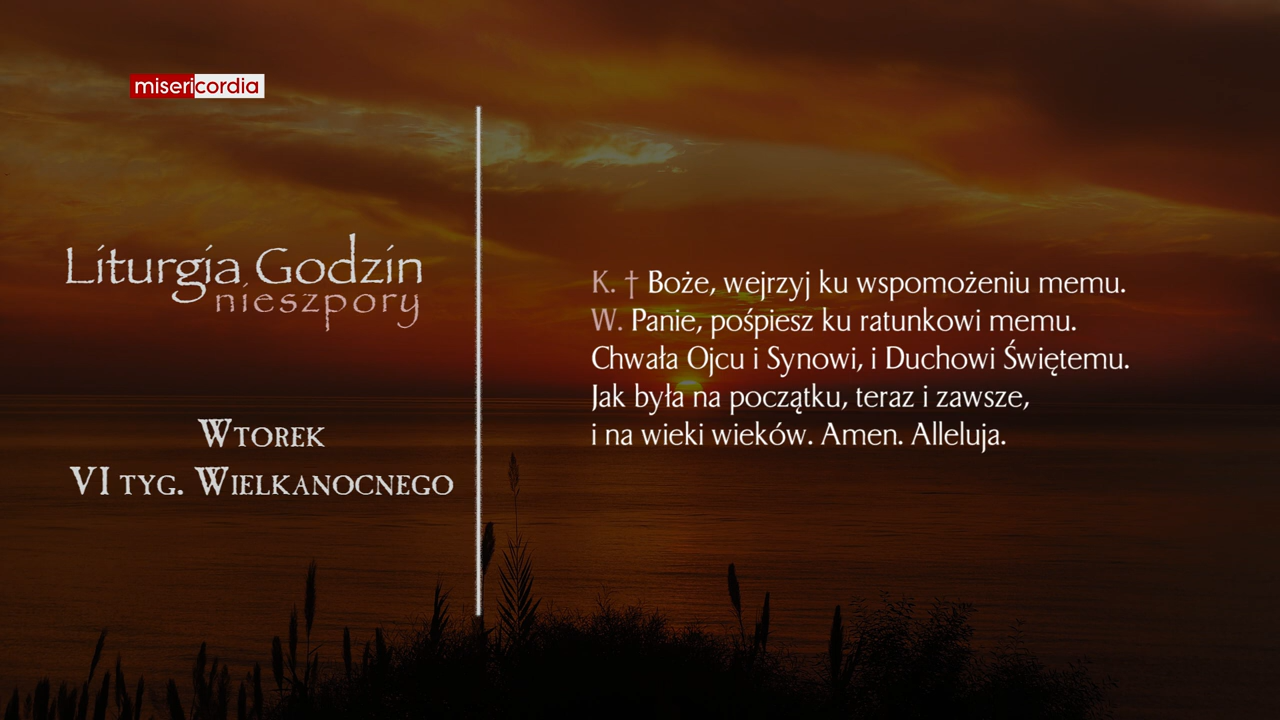 misericordia
Liturgia Godzin
nieszpory
Wtorek
VI tyg. Wielkanocnego
K. † Boże, wejrzyj ku wspomożeniu memu.
W. Panie, pośpiesz ku ratunkowi memu.
Chwała Ojcu i Synowi, i Duchowi Świętemu.
Jak była na początku, teraz i zawsze,
i na wieki wieków. Amen. Alleluja.